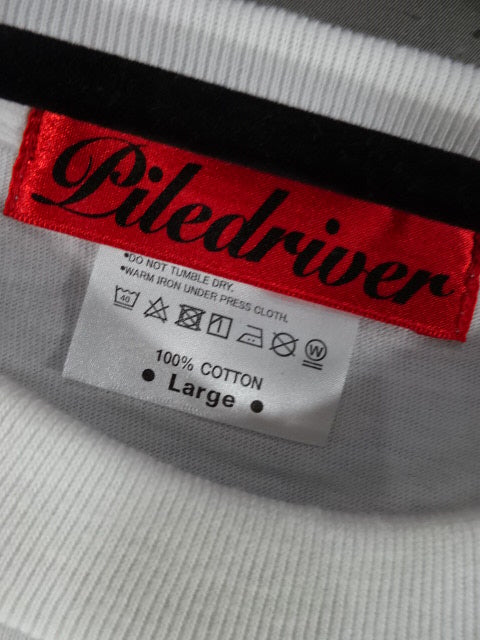 Piledriver
•DO NOT TUMBLE DRY.
•WARM IRON UNDER PRESS CLOTH.
40 W
100% COTTON
• Large •